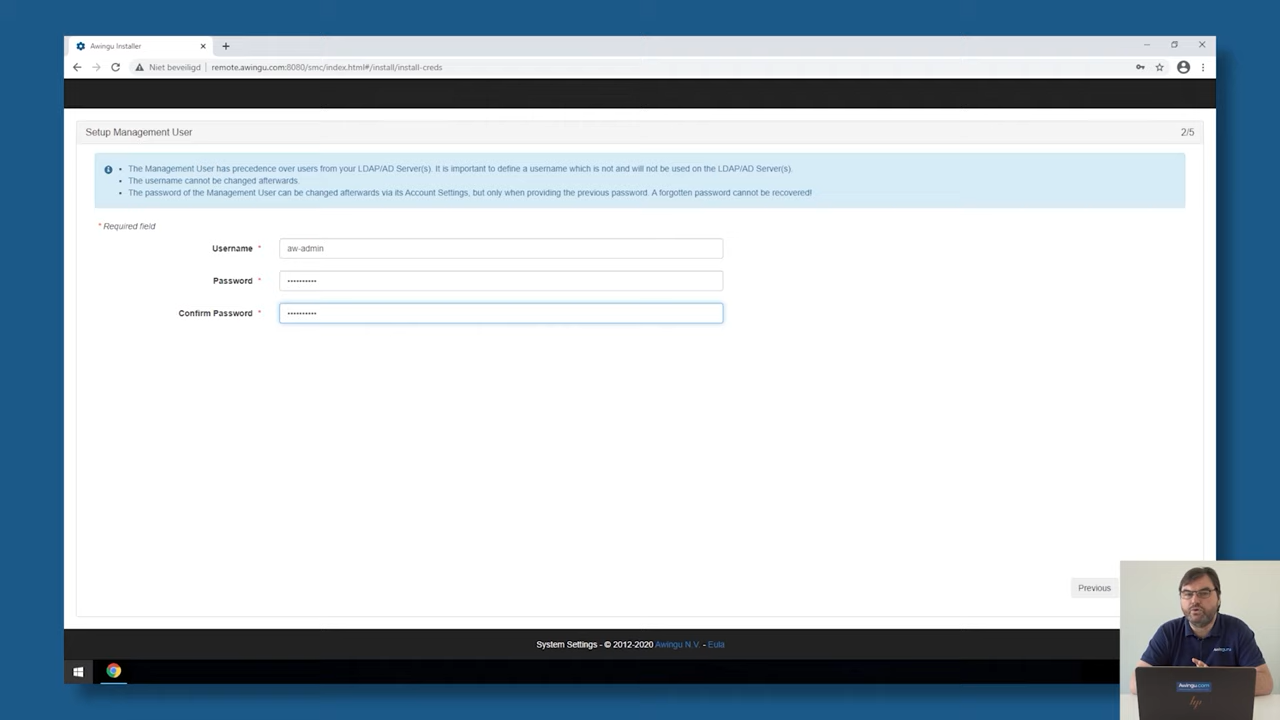 Awingu Installer
Niet beveiligd remote.awingu.com:8080/smc/index.html#/install/install-creds
Setup Management User 2/5
• The Management User has precedence over users from your LDAP/AD Server(s). It is important to define a username which is not and will not be used on the LDAP/AD Server(s).
• The username cannot be changed afterwards.
• The password of the Management User can be changed afterwards via its Account Settings, but only when providing the previous password. A forgotten password cannot be recovered!
* Required field
Username * aw-admin
Password * ••••••••••
Confirm Password * ••••••••••
Previous
System Settings - © 2012-2020 Awingu N.V. - Eula
Awingu.com
hp